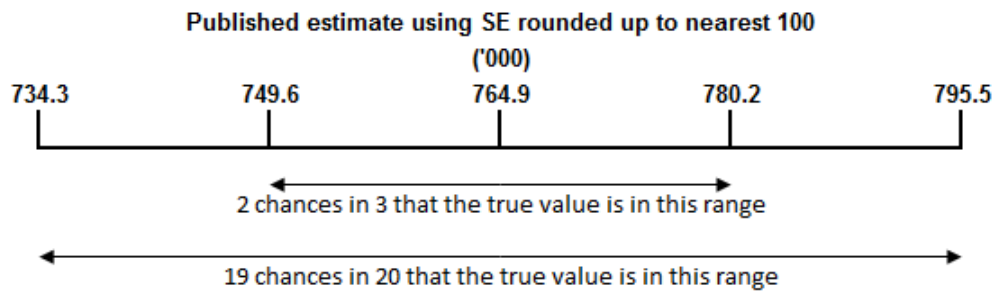 Published estimate using SE rounded up to nearest 100
('000)
734.3 749.6 764.9 780.2 795.5
2 chances in 3 that the true value is in this range
19 chances in 20 that the true value is in this range